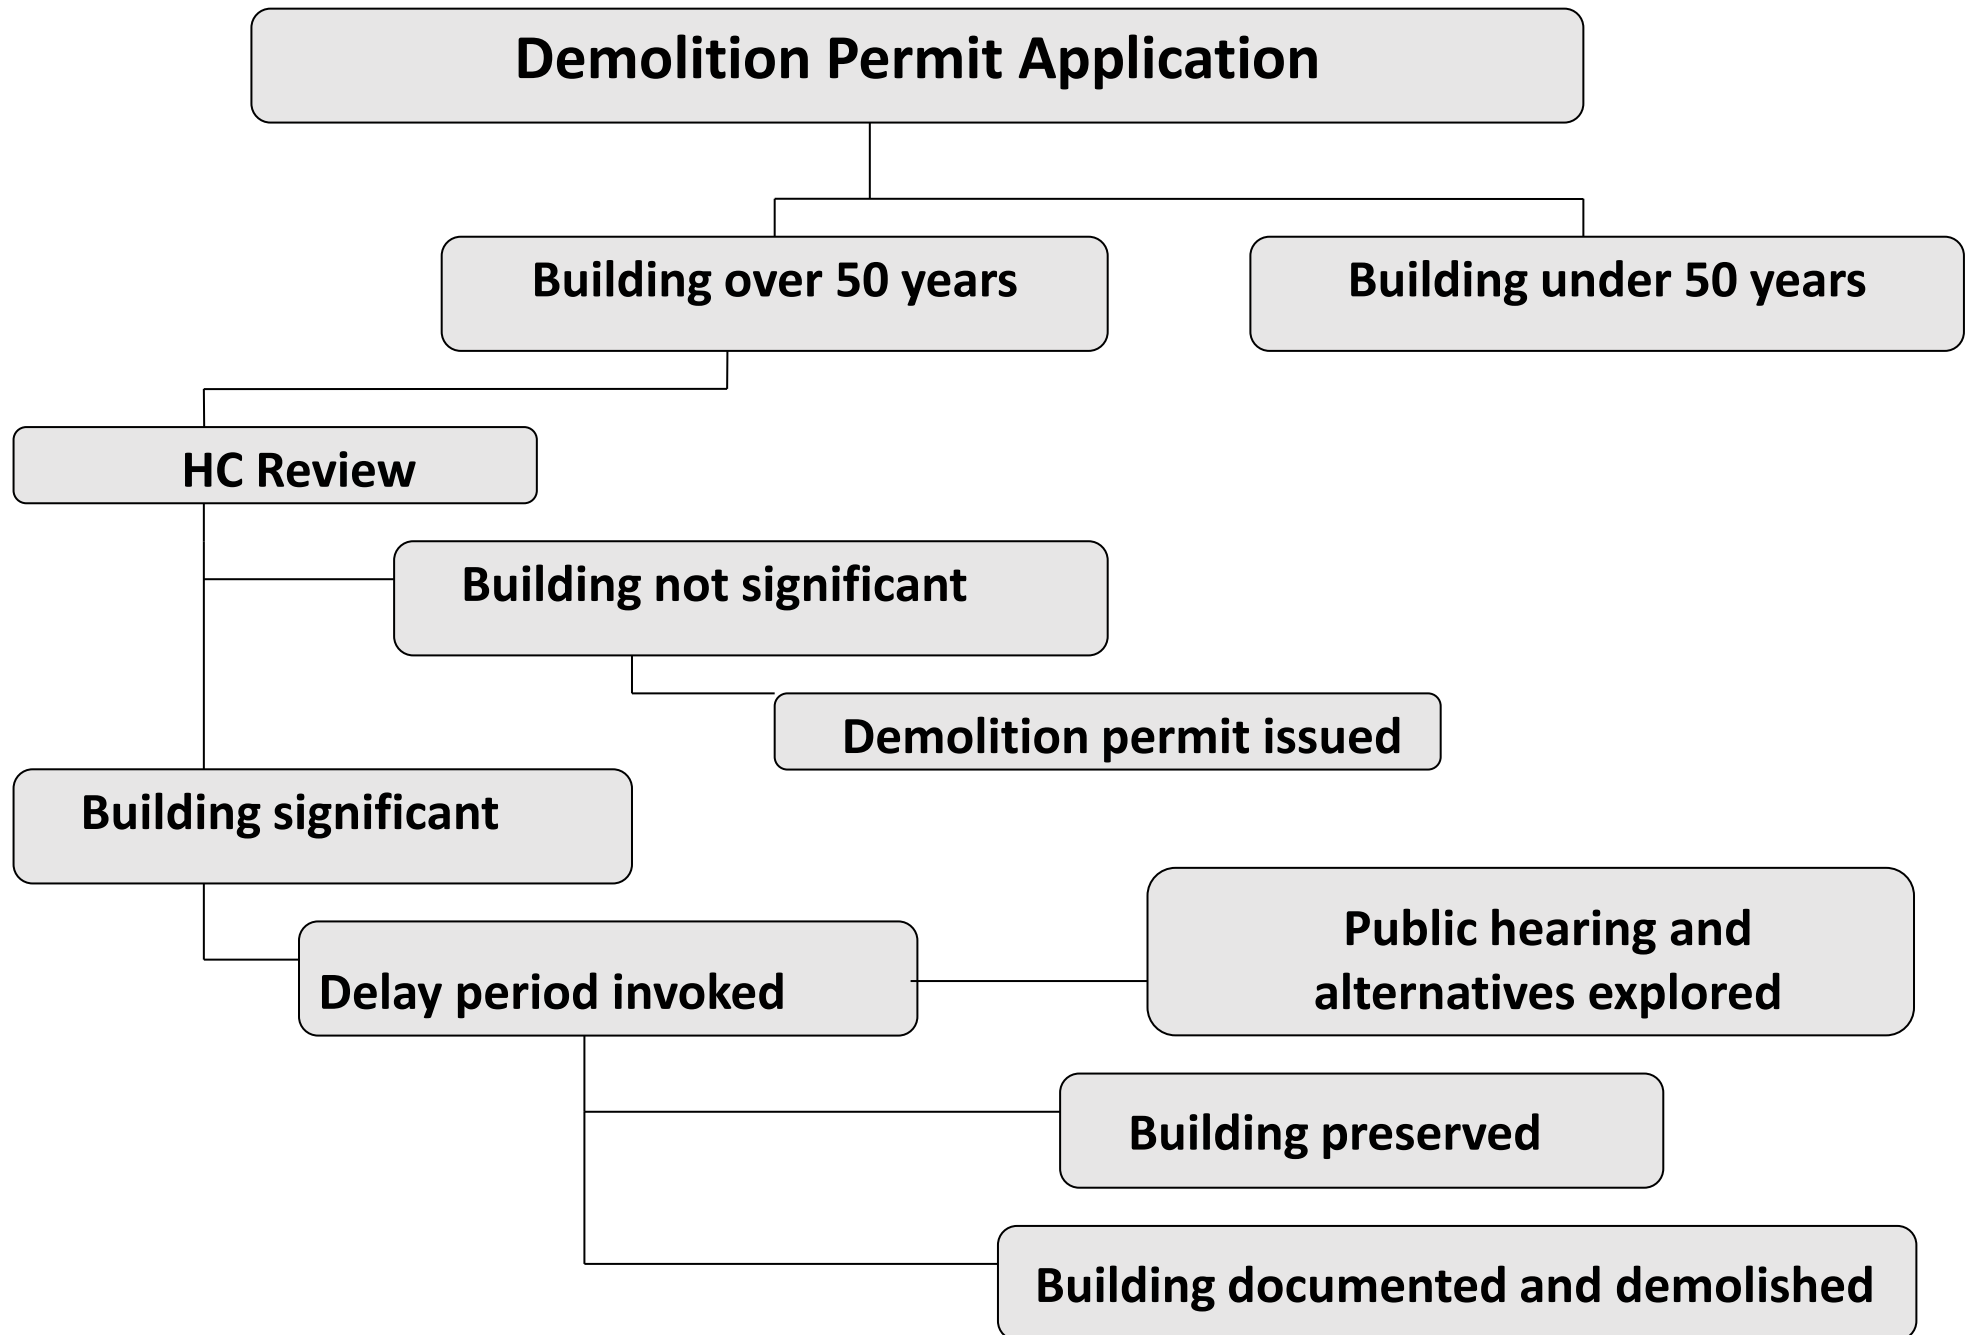 Demolition Permit Application
Building over 50 years
Building under 50 years
HC Review
Building not significant
Demolition permit issued
Building significant
Public hearing and
alternatives explored
Delay period invoked
Building preserved
Building documented and demolished